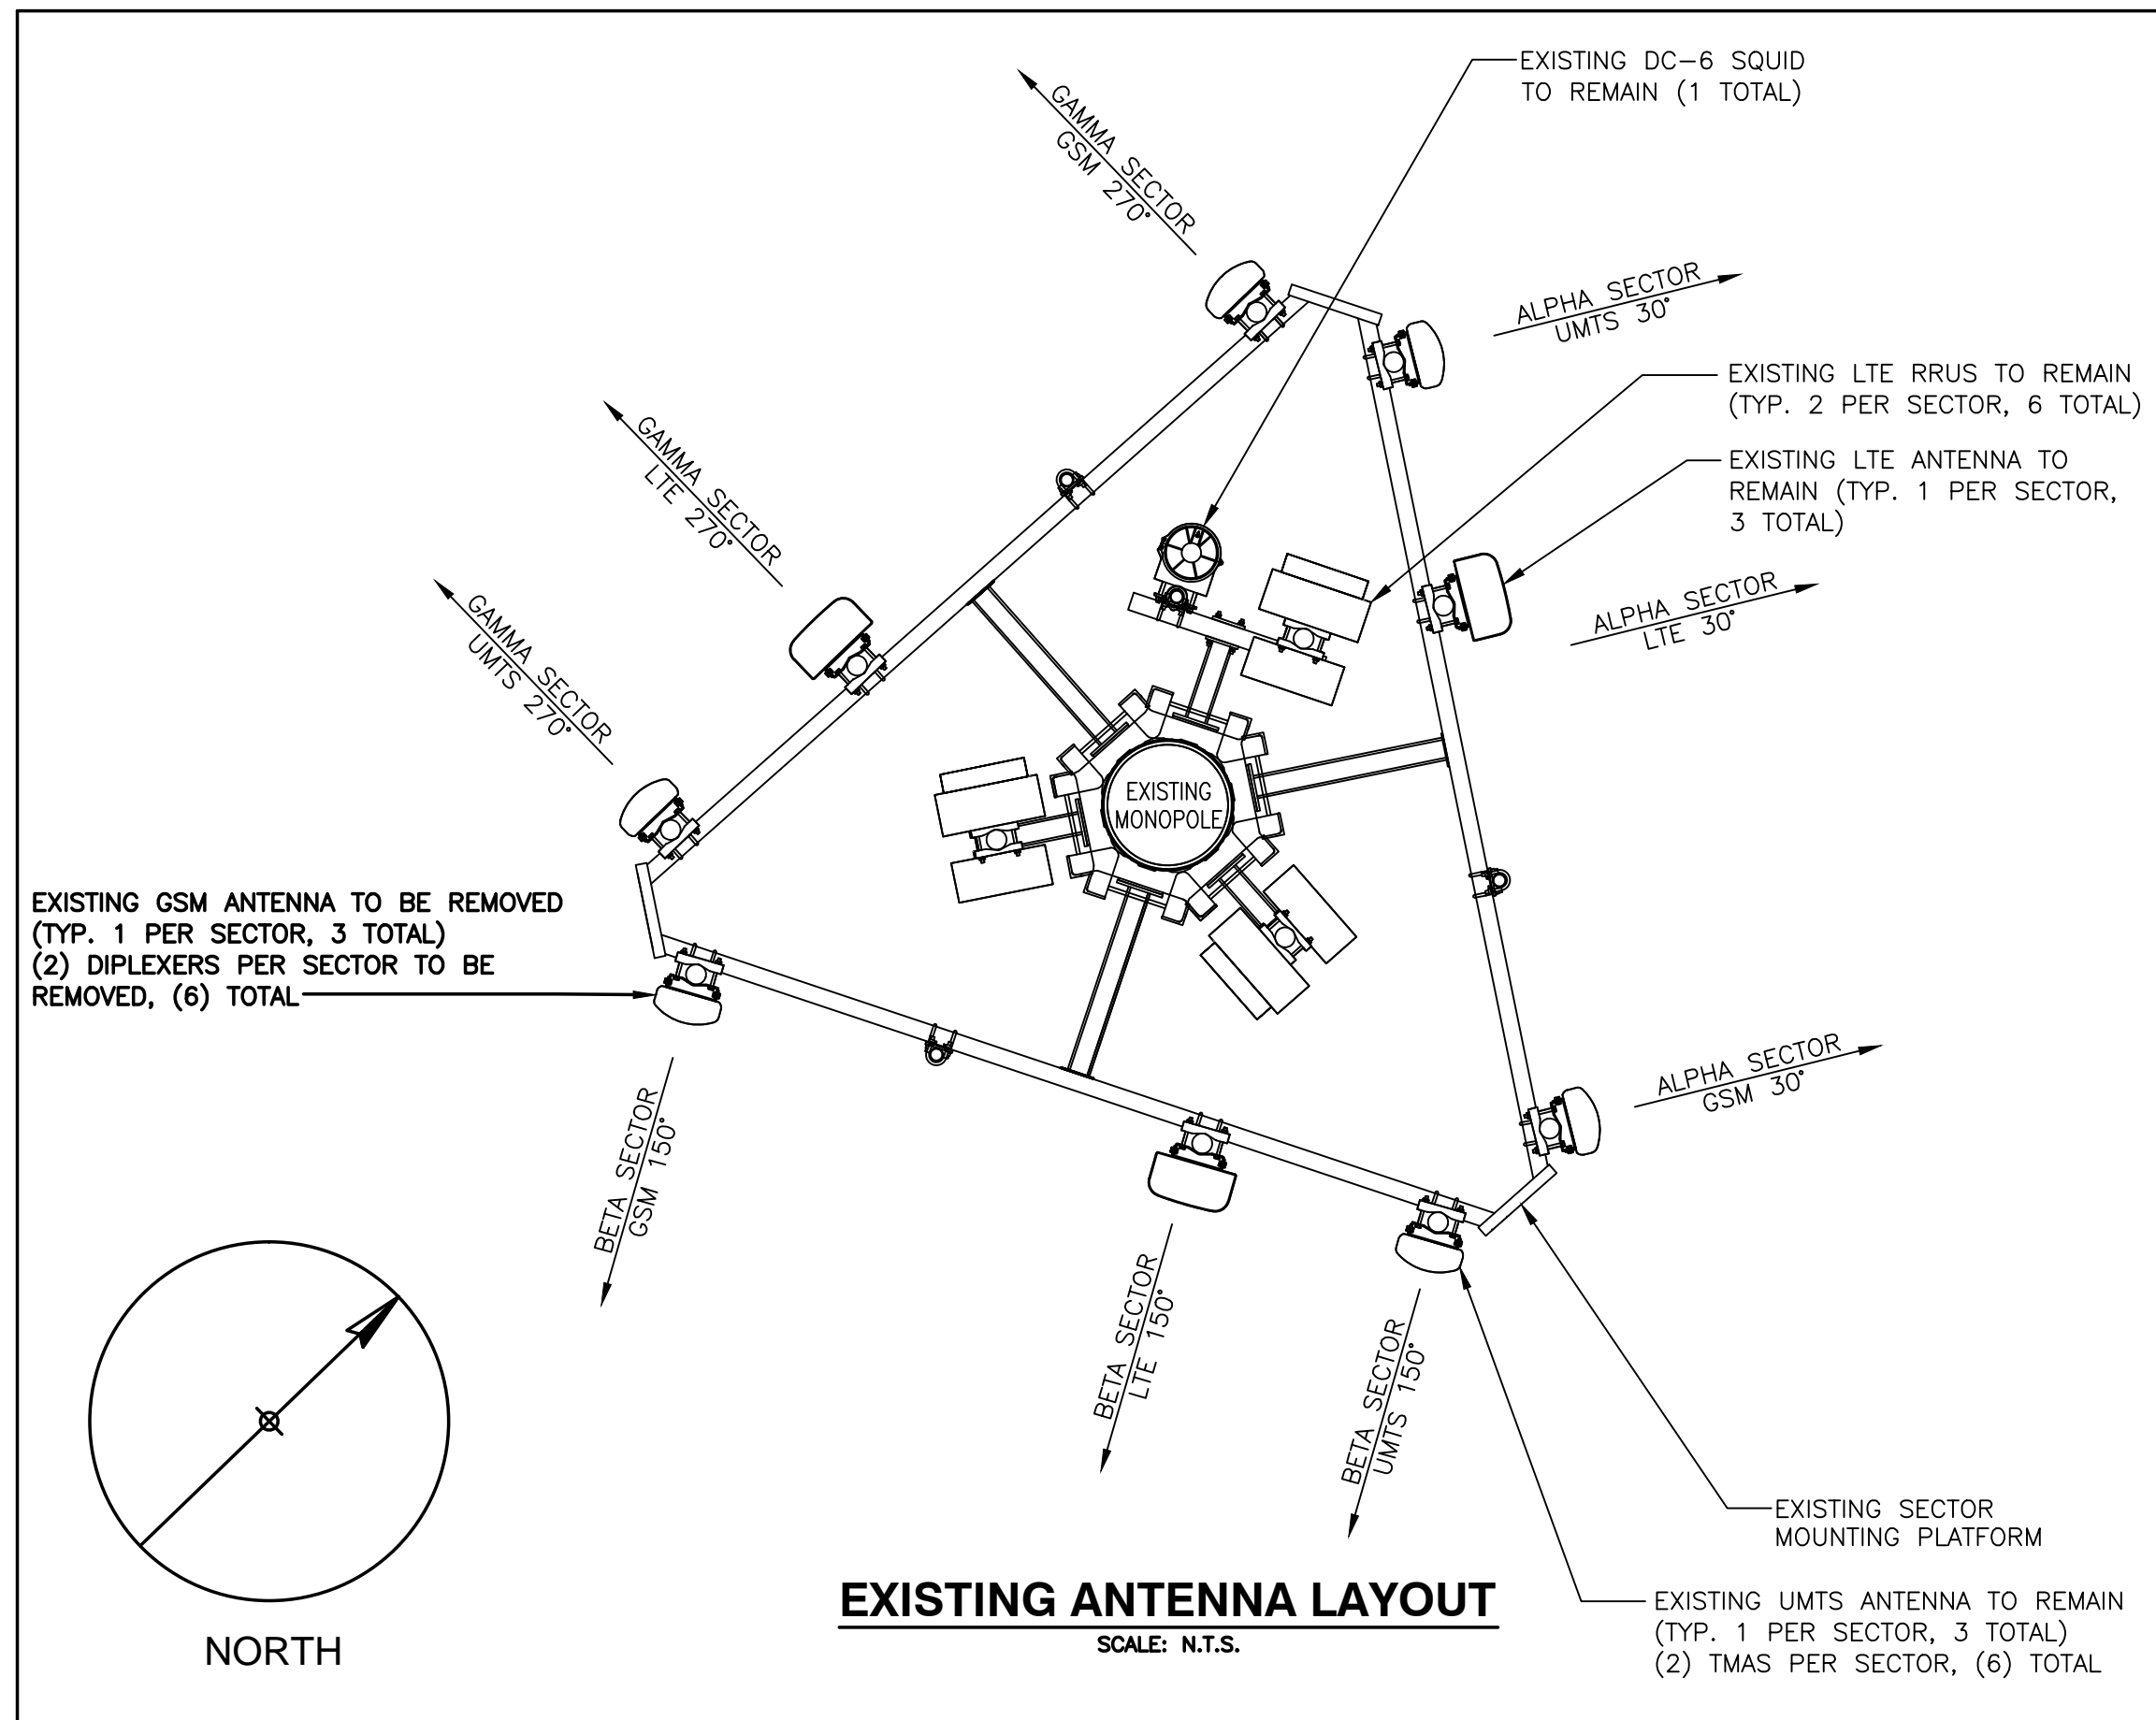 EXISTING DC-6 SQUID
TO REMAIN (1 TOTAL)
GAMMA SECTOR
GSM 270°
ALPHA SECTOR
UMTS 30°
EXISTING LTE RRUS TO REMAIN
(TYP. 2 PER SECTOR, 6 TOTAL)
EXISTING LTE ANTENNA TO
REMAIN (TYP. 1 PER SECTOR,
3 TOTAL)
GAMMA SECTOR
LTE 270°
ALPHA SECTOR
LTE 30°
GAMMA SECTOR
UMTS 270°
EXISTING
MONOPOLE
EXISTING GSM ANTENNA TO BE REMOVED
(TYP. 1 PER SECTOR, 3 TOTAL)
(2) DIPLEXERS PER SECTOR TO BE
REMOVED, (6) TOTAL
ALPHA SECTOR
GSM 30°
BETA SECTOR
GSM 150°
BETA SECTOR
LTE 150°
BETA SECTOR
UMTS 150°
EXISTING SECTOR
MOUNTING PLATFORM
EXISTING UMTS ANTENNA TO REMAIN
(TYP. 1 PER SECTOR, 3 TOTAL)
(2) TMAS PER SECTOR, (6) TOTAL
NORTH
EXISTING ANTENNA LAYOUT
SCALE: N.T.S.